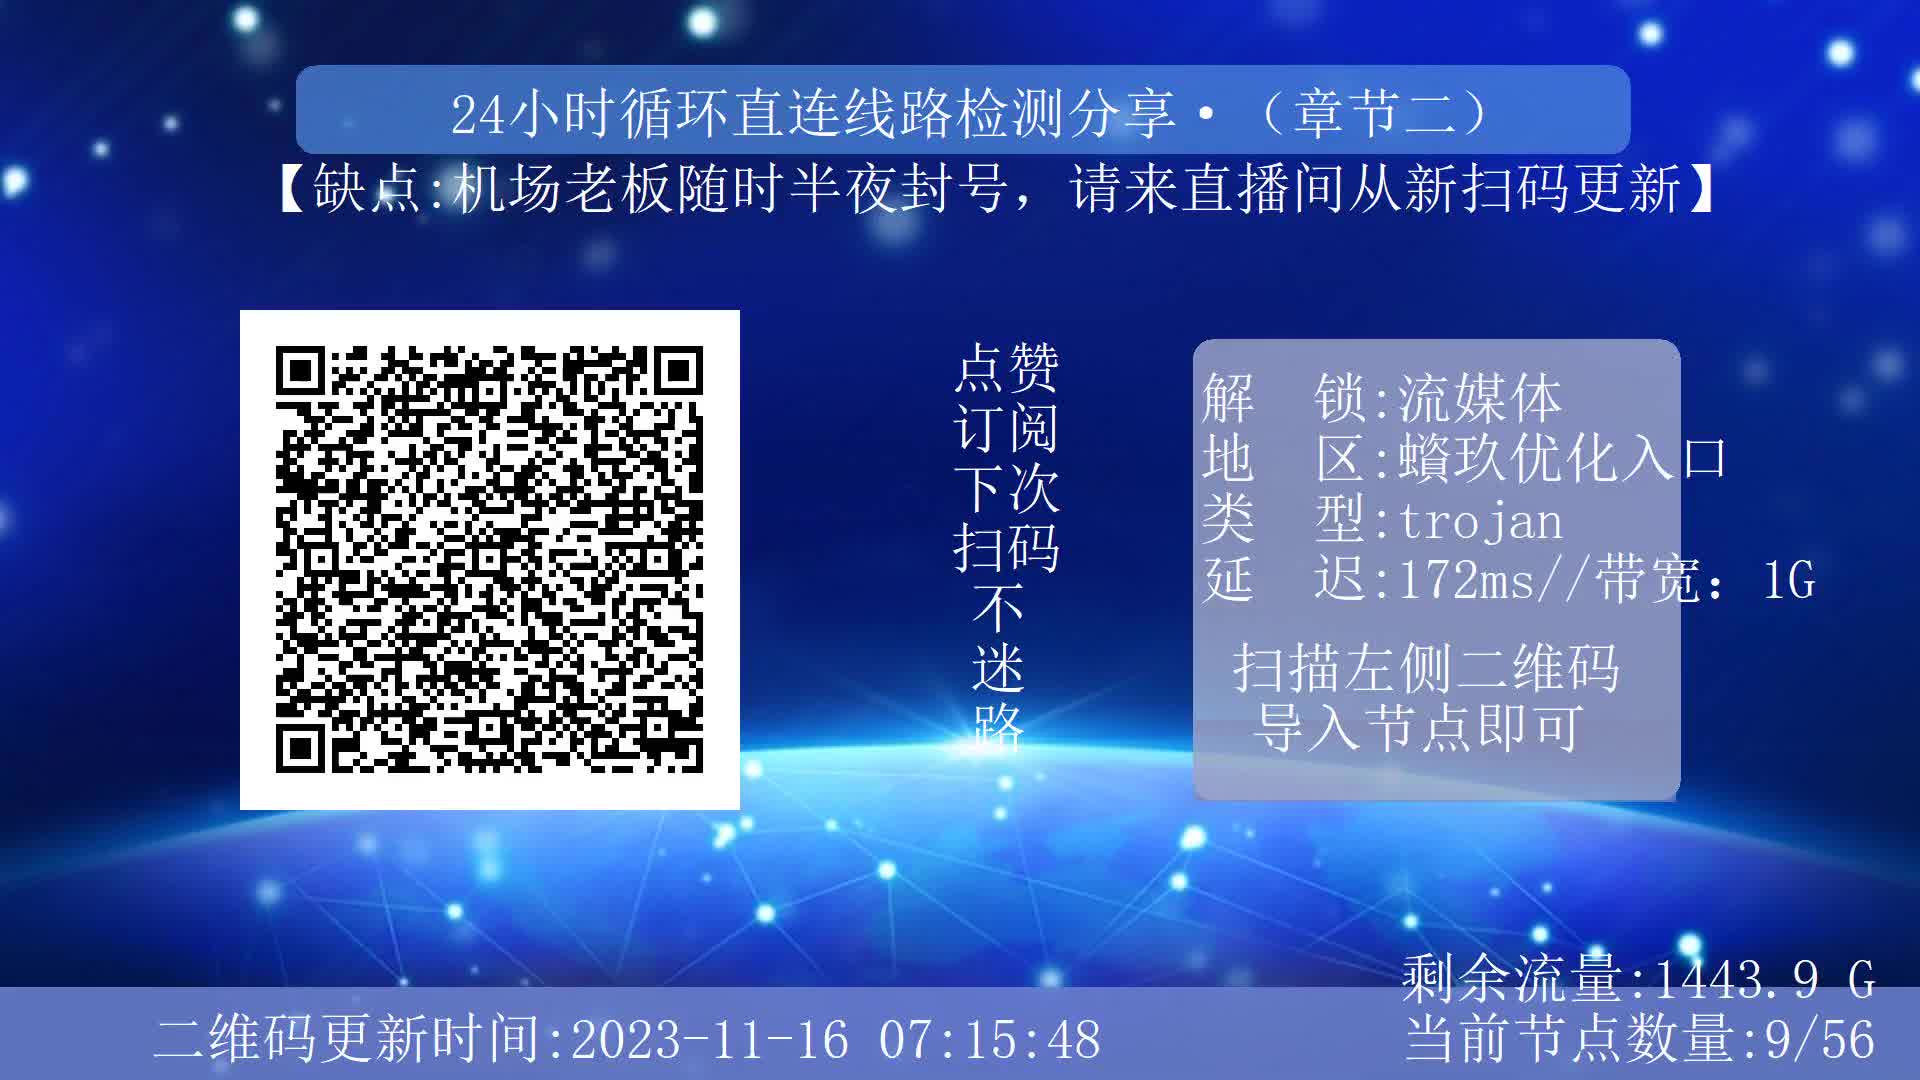 24小时循环直连线路检测分享·（章节二）
【缺点:机场老板随时半夜封号，请来直播间从新扫码更新】
点赞
订阅
下次
扫码
不
迷
路
解 锁:流媒体
地 区:蠀玖优化入口
类 型:trojan
延 迟:172ms//带宽：1G
扫描左侧二维码
导入节点即可
剩余流量:1443.9 G
二维码更新时间:2023-11-16 07:15:48
当前节点数量:9/56